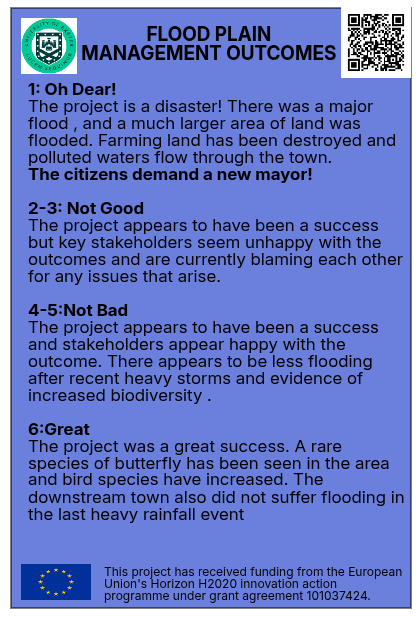 FLOOD PLAIN
MANAGEMENT OUTCOMES
1: Oh Dear!
The project is a disaster! There was a major
flood , and a much larger area of land was
flooded. Farming land has been destroyed and
polluted waters flow through the town.
The citizens demand a new mayor!
2-3: Not Good
The project appears to have been a success
but key stakeholders seem unhappy with the
outcomes and are currently blaming each other
for any issues that arise.
4-5:Not Bad
The project appears to have been a success
and stakeholders appear happy with the
outcome. There appears to be less flooding
after recent heavy storms and evidence of
increased biodiversity .
6:Great
The project was a great success. A rare
species of butterfly has been seen in the area
and bird species have increased. The
downstream town also did not suffer flooding in
the last heavy rainfall event
This project has received funding from the European
Union's Horizon H2020 innovation action
programme under grant agreement 101037424.